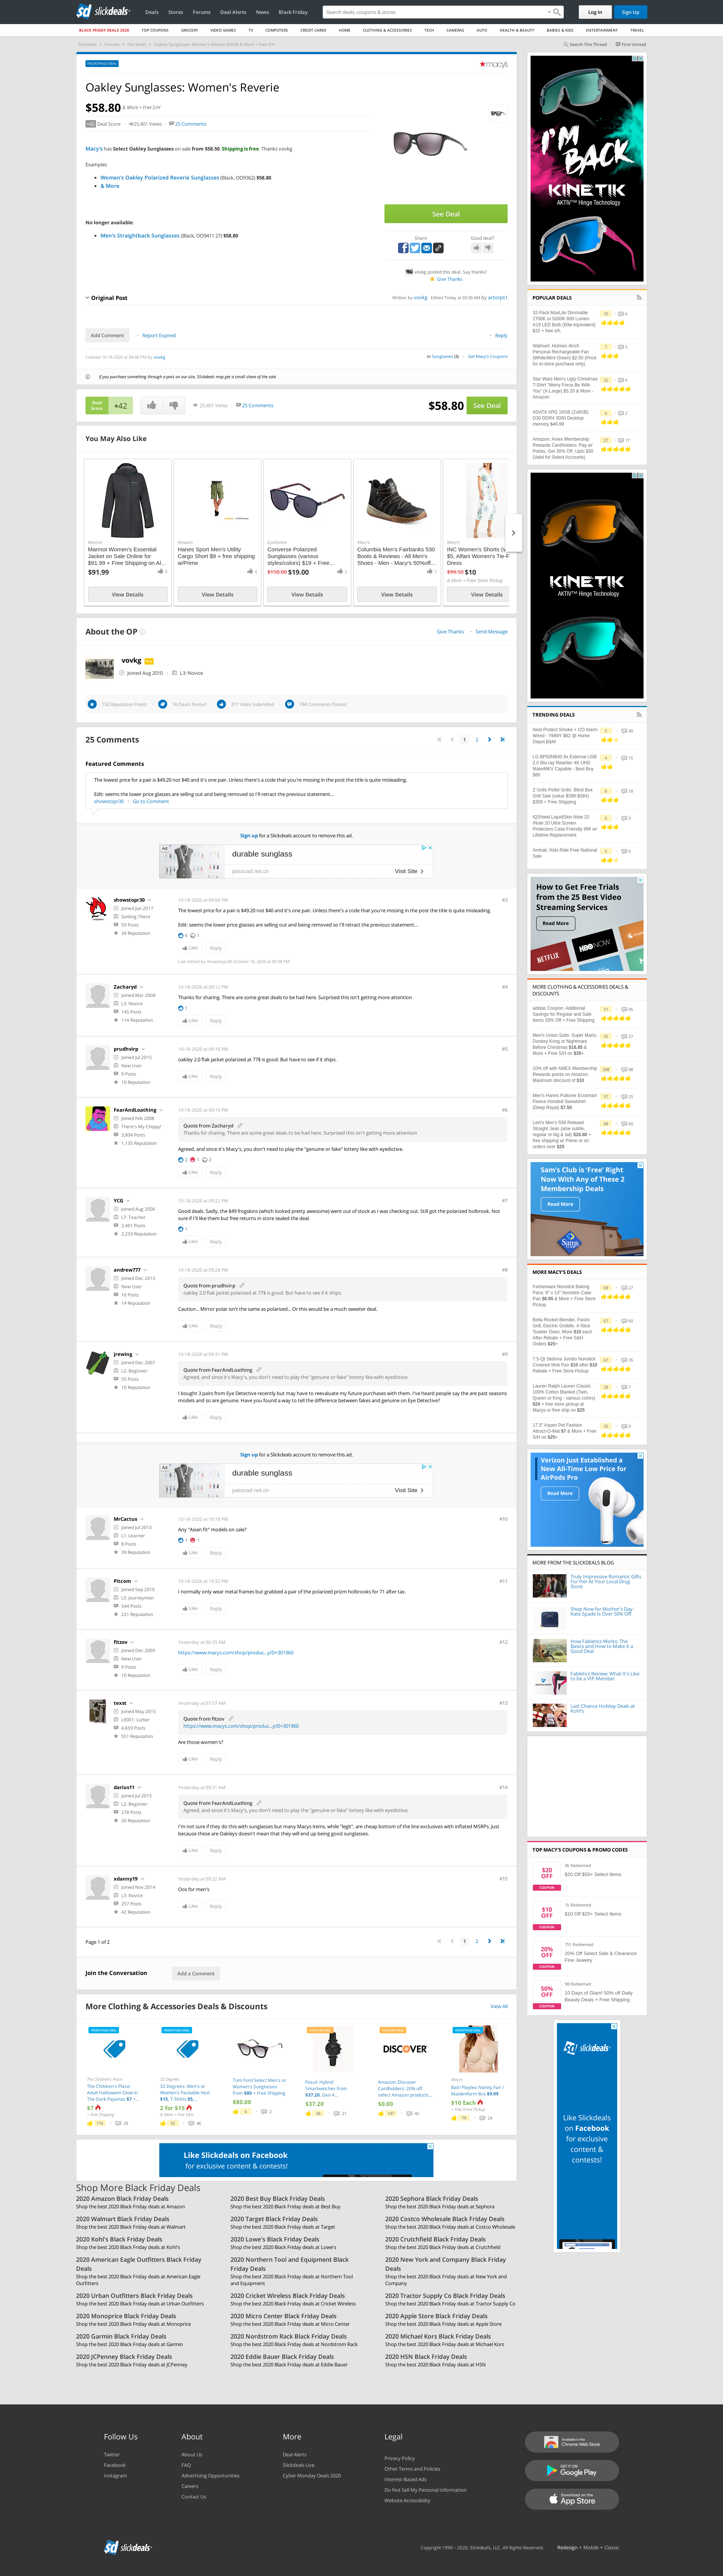 slickdeals
Deals Stores Forums Deal Alerts News Black Friday
Search deals, coupons & stores
Log In Sign Up
BLACK FRIDAY DEALS 2020 TOP COUPONS GROCERY VIDEO GAMES TV COMPUTERS CREDIT CARDS HOME CLOTHING & ACCESSORIES TECH CAMERAS AUTO HEALTH & BEAUTY BABIES & KIDS ENTERTAINMENT TRAVEL
Slickdeals > Forums > Hot Deals > Oakley Sunglasses: Women's Reverie $58.80 & More + Free S/H
Search This Thread First Unread
FRONTPAGE DEAL
macys
Oakley Sunglasses: Women's Reverie
$58.80 & More + Free S/H
+42 Deal Score 25,401 Views 25 Comments
Macy's has Select Oakley Sunglasses on sale from $58.50. Shipping is free. Thanks vovkg
Examples
Women's Oakley Polarized Reverie Sunglasses (Black, OO9362) $58.80
& More
No longer available:
Men's Straightback Sunglasses (Black, OO9411 27) $58.80
See Deal
Share Good deal?
vovkg posted this deal. Say thanks!
Give Thanks
Original Post
Written by vovkg Edited Today at 03:39 AM by actorps1
Add Comment Report Expired Reply
Created 10-18-2020 at 04:08 PM by vovkg
in Sunglasses (3) Get Macy's Coupons
If you purchase something through a post on our site, Slickdeals may get a small share of the sale.
Deal Score +42 25,401 Views 25 Comments $58.80 See Deal
You May Also Like
Marmot
Marmot Women's Essential Jacket on Sale Online for $91.99 + Free Shipping on Al...
$91.99
View Details
Amazon
Hanes Sport Men's Utility Cargo Short $9 + free shipping w/Prime
View Details
Converse Polarized Sunglasses (various styles/colors) $19 + Free...
$150.00 $19.00
View Details
Macy's
Columbia Men's Fairbanks 530 Boots & Reviews - All Men's Shoes - Men - Macy's 50%off...
View Details
Macy's
$5, Alfani Women's Tie-F
Dress
$99.50 $10
& More + Free Store Pickup
View Details
About the OP
Give Thanks Send Message
vovkg
Joined Aug 2010 L3: Novice
152 Reputation Points 16 Deals Posted 311 Votes Submitted 194 Comments Posted
25 Comments
1 2
Featured Comments
The lowest price for a pair is $49.20 not $40 and it's one pair. Unless there's a code that you're missing in the post the title is quite misleading.
Edit: seems the lower price glasses are selling out and being removed so I'll retract the previous statement...
showstopr30 Go to Comment
Sign up for a Slickdeals account to remove this ad.
Ad
durable sunglass
passcad.net.cn Visit Site
showstopr30
Joined Jun 2017
Getting There
59 Posts
34 Reputation
10-18-2020 at 09:09 PM #3
The lowest price for a pair is $49.20 not $40 and it's one pair. Unless there's a code that you're missing in the post the title is quite misleading.
Edit: seems the lower price glasses are selling out and being removed so I'll retract the previous statement...
6 1
Like Reply
Last edited by showstopr30 October 18, 2020 at 09:38 PM.
Zacharyd
Joined Mar 2008
L3: Novice
145 Posts
114 Reputation
10-18-2020 at 09:13 PM #4
Thanks for sharing. There are some great deals to be had here. Surprised this isn't getting more attention
1
Like Reply
prudhvirp
Joined Jul 2015
New User
9 Posts
10 Reputation
10-18-2020 at 09:16 PM #5
oakley 2.0 flak jacket polarized at 77$ is good. But have to see if it ships.
Like Reply
FearAndLoathing
Joined Feb 2008
There's My Chippy!
3,804 Posts
1,135 Reputation
10-18-2020 at 09:19 PM #6
Quote from Zacharyd
Thanks for sharing. There are some great deals to be had here. Surprised this isn't getting more attention
Agreed, and since it's Macy's, you don't need to play the "genuine or fake" lottery like with eyedictive.
2 1 2
Like Reply
YCG
Joined Aug 2006
L7: Teacher
2,401 Posts
2,259 Reputation
10-18-2020 at 09:22 PM #7
Good deals. Sadly, the $49 frogskins (which looked pretty awesome) went out of stock as I was checking out. Still got the polarized holbrook. Not
sure if I'll like them but free returns in store sealed the deal.
1
Like Reply
andrew777
Joined Dec 2013
New User
16 Posts
14 Reputation
10-18-2020 at 09:28 PM #8
Quote from prudhvirp
oakley 2.0 flak jacket polarized at 77$ is good. But have to see if it ships.
Caution... Mirror polar isn't the same as polarized... Or this would be a much sweeter deal.
Like Reply
jrewing
Joined Dec 2007
L2: Beginner
55 Posts
10 Reputation
10-18-2020 at 09:31 PM #9
Quote from FearAndLoathing
Agreed, and since it's Macy's, you don't need to play the "genuine or fake" lottery like with eyedictive.
I bought 3 pairs from Eye Detective recently but may have to reevaluate my future purchases with them. I've heard people say the are past seasons
models and so are genuine. Have you found a way to tell the difference between fakes and genuine on Eye Detective?
Like Reply
Sign up for a Slickdeals account to remove this ad.
Ad
durable sunglass
passcad.net.cn Visit Site
MrCactus
Joined Jul 2013
L1: Learner
8 Posts
39 Reputation
10-18-2020 at 10:18 PM #10
Any "Asian fit" models on sale?
Like Reply
Pitcom
Joined Sep 2010
L5: Journeyman
544 Posts
221 Reputation
10-18-2020 at 10:32 PM #11
I normally only wear metal frames but grabbed a pair of the polarized prizm holbrooks for 71 after tax.
Like Reply
fitzov
Joined Dec 2009
New User
9 Posts
10 Reputation
Yesterday at 06:35 AM #12
https://www.macys.com/shop/produc...yID=301960
Like Reply
texst
Joined May 2015
L9001: Lurker
4,659 Posts
551 Reputation
Yesterday at 07:57 AM #13
Quote from fitzov
https://www.macys.com/shop/produc...yID=301960
Are those women's?
Like Reply
darius11
Joined Jul 2015
L2: Beginner
278 Posts
26 Reputation
Yesterday at 09:31 AM #14
Quote from FearAndLoathing
Agreed, and since it's Macy's, you don't need to play the "genuine or fake" lottery like with eyedictive.
I'm not sure if they do this with sunglasses but many Macys items, while "legit", are cheap bottom of the line exclusives with inflated MSRPs. Just
because these are Oakleys doesn't mean that they will end up being good sunglasses.
Like Reply
xdanny19
Joined Nov 2014
L3: Novice
257 Posts
42 Reputation
Yesterday at 09:32 AM #15
Oos for men's
Like Reply
Page 1 of 2
1 2
Join the Conversation Add a Comment
More Clothing & Accessories Deals & Discounts View All
The Children's Place
The Children's Place: Adult Halloween Glow In The Dark Pajamas $7 +...
$7
+ Free Shipping
32 Degrees
32 Degrees: Men's or Women's Packable Vest $15, T-Shirts $5...
2 for $15
& More + Free S&H
Tom Ford Select Men's or Women's Sunglasses from $80 + Free Shipping
$80.00
Fossil Hybrid Smartwatches from $37.20, Gen 4...
$37.20
DISCOVER
Amazon: Discover Cardholders: 20% off select Amazon products...
$0.00
Macy's
Bali/ Playtex /Vanity Fair / Maidenform Bra $9.99
$10 Each
+ Free Store Pickup
Like Slickdeals on Facebook
for exclusive content & contests!
Shop More Black Friday Deals
2020 Amazon Black Friday Deals
Shop the best 2020 Black Friday deals at Amazon
2020 Best Buy Black Friday Deals
Shop the best 2020 Black Friday deals at Best Buy
2020 Sephora Black Friday Deals
Shop the best 2020 Black Friday deals at Sephora
2020 Walmart Black Friday Deals
Shop the best 2020 Black Friday deals at Walmart
2020 Target Black Friday Deals
Shop the best 2020 Black Friday deals at Target
2020 Costco Wholesale Black Friday Deals
Shop the best 2020 Black Friday deals at Costco Wholesale
2020 Kohl's Black Friday Deals
Shop the best 2020 Black Friday deals at Kohl's
2020 Lowe's Black Friday Deals
Shop the best 2020 Black Friday deals at Lowe's
2020 Crutchfield Black Friday Deals
Shop the best 2020 Black Friday deals at Crutchfield
2020 American Eagle Outfitters Black Friday Deals
Shop the best 2020 Black Friday deals at American Eagle Outfitters
2020 Northern Tool and Equipment Black Friday Deals
Shop the best 2020 Black Friday deals at Northern Tool and Equipment
2020 New York and Company Black Friday Deals
Shop the best 2020 Black Friday deals at New York and Company
2020 Urban Outfitters Black Friday Deals
Shop the best 2020 Black Friday deals at Urban Outfitters
2020 Cricket Wireless Black Friday Deals
Shop the best 2020 Black Friday deals at Cricket Wireless
2020 Tractor Supply Co Black Friday Deals
Shop the best 2020 Black Friday deals at Tractor Supply Co
2020 Monoprice Black Friday Deals
Shop the best 2020 Black Friday deals at Monoprice
2020 Micro Center Black Friday Deals
Shop the best 2020 Black Friday deals at Micro Center
2020 Apple Store Black Friday Deals
Shop the best 2020 Black Friday deals at Apple Store
2020 Garmin Black Friday Deals
Shop the best 2020 Black Friday deals at Garmin
2020 Nordstrom Rack Black Friday Deals
Shop the best 2020 Black Friday deals at Nordstrom Rack
2020 Michael Kors Black Friday Deals
Shop the best 2020 Black Friday deals at Michael Kors
2020 JCPenney Black Friday Deals
Shop the best 2020 Black Friday deals at JCPenney
2020 Eddie Bauer Black Friday Deals
Shop the best 2020 Black Friday deals at Eddie Bauer
2020 HSN Black Friday Deals
Shop the best 2020 Black Friday deals at HSN
I'M BACK
KINETIK
AKTIV™ Hinge Technology
POPULAR DEALS
32-Pack MaxLite Dimmable 2700K or 5000K 800 Lumen A19 LED Bulb (60w equivalent) $33 + free s/h
Walmart: Holmes 4inch Personal Rechargeable Fan (White/Mint Green) $2.50 (Price for in-store purchase only)
Star Wars Men's Ugly Christmas T-Shirt "Merry Force Be With You" (X-Large) $5.20 & More - Amazon
ADATA XPG 16GB (2x8GB) D30 DDR4 3000 Desktop memory $49.99
Amazon: Amex Membership Rewards Cardholders: Pay w/ Points, Get 30% Off, Upto $30 (Valid for Select Accounts)
KINETIK
AKTIV™ Hinge Technology
TRENDING DEALS
Nest Protect Smoke + CO Alarm Wired - YMMV $62 @ Home Depot B&M
LG BP50NB40 8x External USB 2.0 Blu-ray Rewriter 4K UHD MakeMKV Capable - Best Buy $80
Z Grills Pellet Grills: Blind Box Grill Sale (value $399-$584) $309 + Free Shipping
IQShield LiquidSkin Note 20 /Note 20 Ultra Screen Protectors Case Friendly 98¢ w/ Lifetime Replacement
Amtrak: Kids Ride Free National Sale
How to Get Free Trials from the 25 Best Video Streaming Services
Read More
NETFLIX HBO NOW
MORE CLOTHING & ACCESSORIES DEALS & DISCOUNTS
adidas Coupon: Additional Savings for Regular and Sale Items 33% Off + Free Shipping
Men's Union Suits: Super Mario, Donkey Kong or Nightmare Before Christmas $16.85 & More + Free S/H on $35+
10% off with AMEX Membership Rewards points on Amazon. Maximum discount of $10
Men's Hanes Pullover Ecosmart Fleece Hooded Sweatshirt (Deep Royal) $7.50
Levi's Men's 559 Relaxed Straight Jean (aine subtle, regular or big & tall) $20.80 + free shipping w/ Prime or on orders over $25
Sam's Club is 'Free' Right Now With Any of These 2 Membership Deals
Read More
MORE MACY'S DEALS
Farberware Nonstick Baking Pans: 9" x 13" Nonstick Cake Pan $6.95 & More + Free Store Pickup
Bella Rocket Blender, Panini Grill, Electric Griddle, 4-Slice Toaster Oven, More $10 each After Rebate + Free S&H Orders $25+
7.5-Qt Sedona Jumbo Nonstick Covered Wok Pan $10 after $10 Rebate + Free Store Pickup
Lauren Ralph Lauren Classic 100% Cotton Blanket (Twin, Queen or King - various colors) $24 + free store pickup at Macys or free ship on $25
17.5" Aspen Pet Fashion Attract-O-Mat $7 & More + Free S/H on $25+
Verizon Just Established a New All-Time Low Price for AirPods Pro
Read More
MORE FROM THE SLICKDEALS BLOG
Truly Impressive Romantic Gifts For Her At Your Local Drug Store
Shop Now for Mother's Day: Kate Spade Is Over 50% Off
How Fabletics Works: The Basics and How to Make It a Good Deal
Fabletics Review: What It's Like to be a VIP Member
Last Chance Holiday Deals at Kohl's
TOP MACY'S COUPONS & PROMO CODES
$20 OFF COUPON
9k Redeemed
$20 Off $50+ Select Items
$10 OFF COUPON
1k Redeemed
$10 Off $25+ Select Items
20% OFF COUPON
751 Redeemed
20% Off Select Sale & Clearance Fine Jewelry
50% OFF COUPON
98 Redeemed
10 Days of Glam! 50% off Daily Beauty Deals + Free Shipping
slickdeals
Like Slickdeals on Facebook for exclusive content & contests!
Follow Us
Twitter
Facebook
Instagram
About
About Us
FAQ
Advertising Opportunities
Careers
Contact Us
More
Deal Alerts
Slickdeals Live
Cyber Monday Deals 2020
Legal
Privacy Policy
Other Terms and Policies
Interest-Based Ads
Do Not Sell My Personal Information
Website Accessibility
Available in the Chrome Web Store
GET IT ON Google Play
Download on the App Store
slickdeals
Copyright 1999 - 2020. Slickdeals, LLC. All Rights Reserved. Redesign • Mobile • Classic